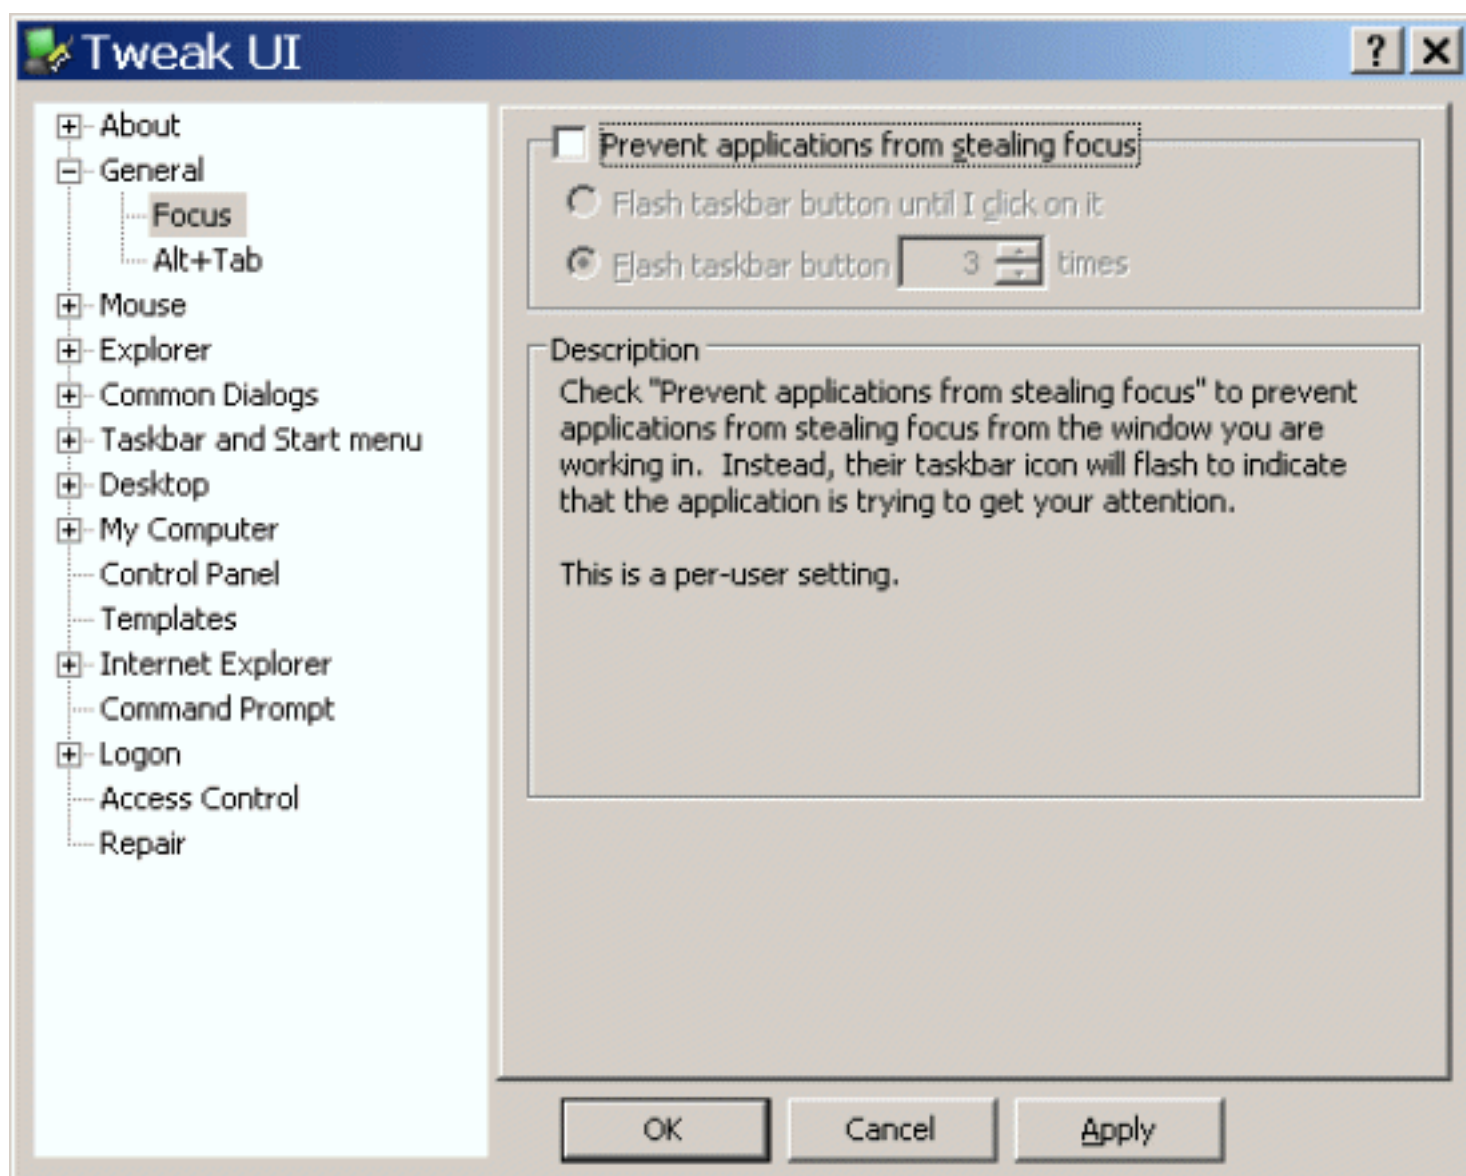 Tweak UI
About
General
Focus
Alt+Tab
Mouse
Explorer
Common Dialogs
Taskbar and Start menu
Desktop
My Computer
Control Panel
Templates
Internet Explorer
Command Prompt
Logon
Access Control
Repair
Prevent applications from stealing focus
Flash taskbar button until I click on it
Flash taskbar button 3 times
Description
Check "Prevent applications from stealing focus" to prevent
applications from stealing focus from the window you are
working in. Instead, their taskbar icon will flash to indicate
that the application is trying to get your attention.
This is a per-user setting.
OK
Cancel
Apply